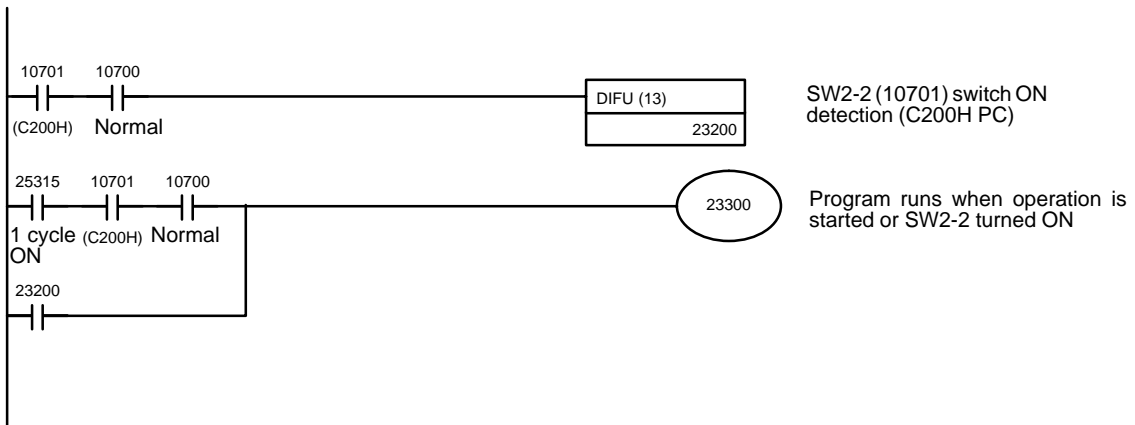 10701 10700
DIFU (13)
SW2-2 (10701) switch ON
detection (C200H PC)
(C200H) Normal
23200
25315 10701 10700
23300
Program runs when operation is
started or SW2-2 turned ON
1 cycle (C200H) Normal
ON
23200